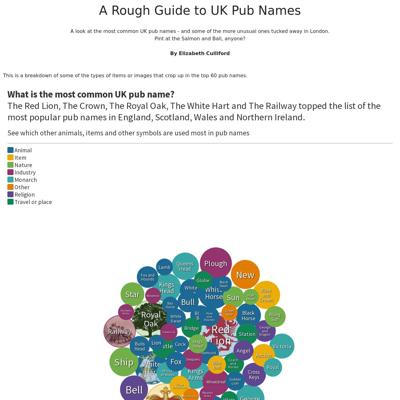 A Rough Guide to UK Pub Names
A look at the most common UK pub names - and some of the more unusual ones tucked away in London.
Pint at the Salmon and Ball, anyone?
By Elizabeth Culliford
This is a breakdown of some of the types of items or images that crop up in the top 60 pub names.
What is the most common UK pub name?
The Red Lion, The Crown, The Royal Oak, The White Hart and The Railway topped the list of the
most popular pub names in England, Scotland, Wales and Northern Ireland.
See which other animals, items and other symbols are used most in pub names
Animal
Item
Nature
Industry
Monarch
Other
Religion
Travel or place
Plough
Queens
Head
Lamb
New
Globe
Kings
Head
White
Horse
Star
Bull
Sun
Royal
Oak
Black
Horse
Railway
Red
Lion
Bridge
Station
Lion
Cock
Angel
Victoria
Ship
Fox
Kings
Arms
Cross
Keys
Bell
George